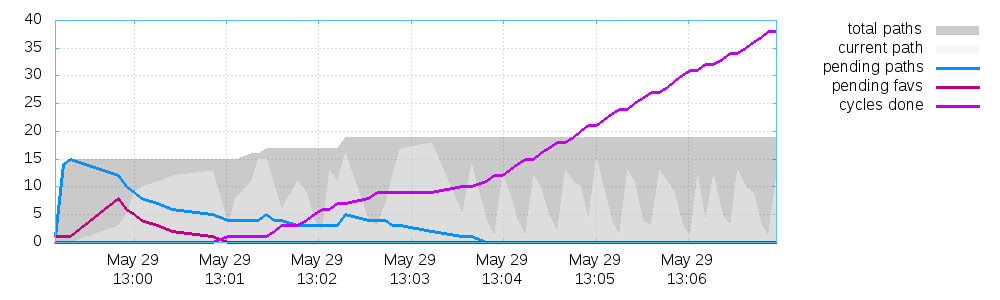 40
35
30
25
20
15
10
5
0
May 29 May 29 May 29 May 29 May 29 May 29 May 29
13:00 13:01 13:02 13:03 13:04 13:05 13:06
total paths
current path
pending paths
pending favs
cycles done